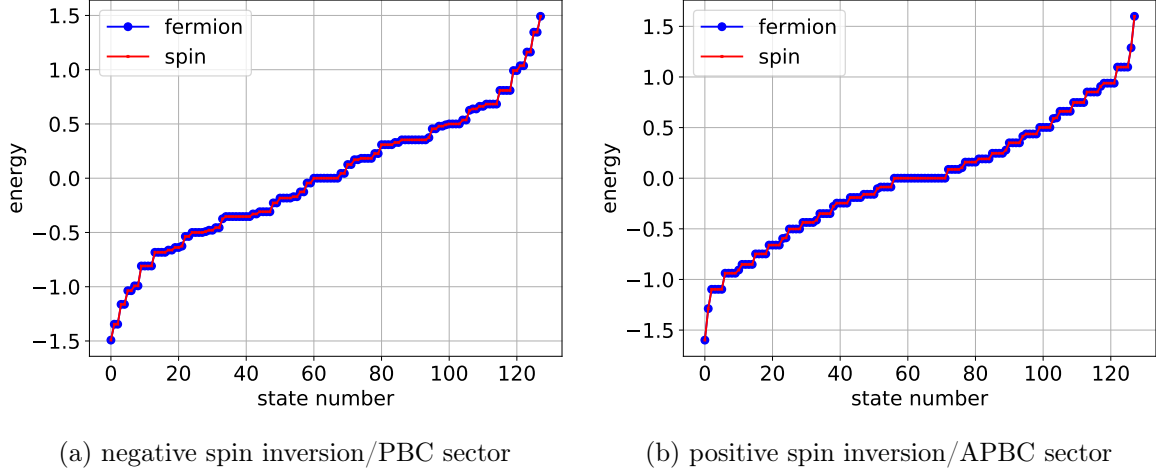 1.5
1.0
0.5
0.0
−0.5
−1.0
−1.5
energy
fermion
spin
0 20 40 60 80 100 120
state number
(a) negative spin inversion/PBC sector
1.5
1.0
0.5
0.0
−0.5
−1.0
−1.5
energy
fermion
spin
0 20 40 60 80 100 120
state number
(b) positive spin inversion/APBC sector